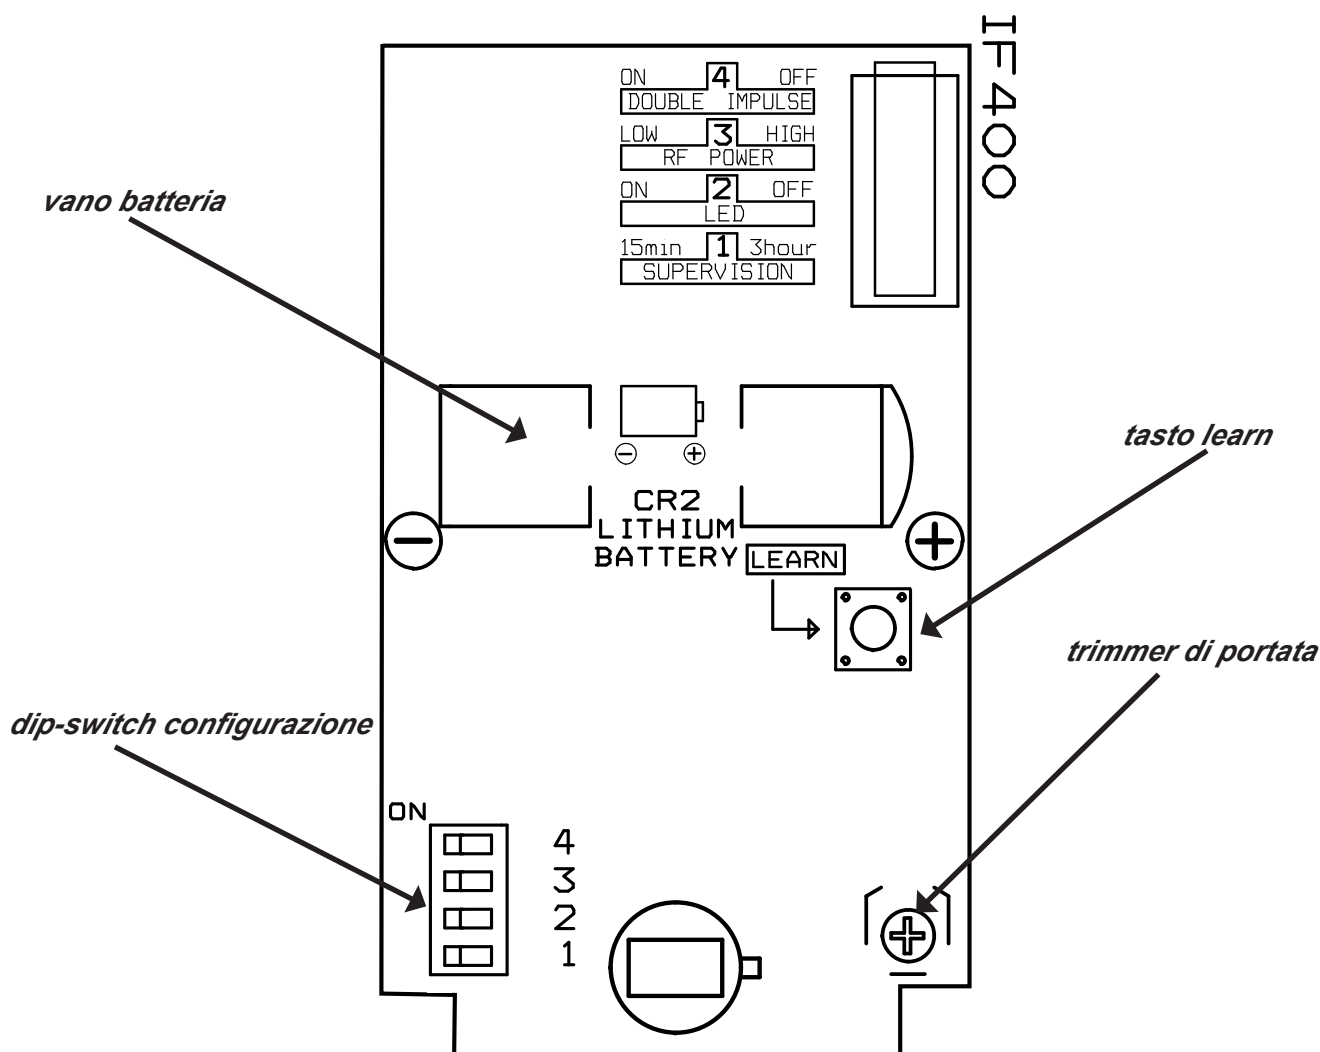 IF400
ON 4 OFF
DOUBLE IMPULSE
LOW 3 HIGH
RF POWER
ON 2 OFF
LED
15min 1 3hour
SUPERVISION
vano batteria
tasto learn
− +
CR2
LITHIUM
BATTERY
− +
LEARN
trimmer di portata
dip-switch configurazione
ON
4
3
2
1